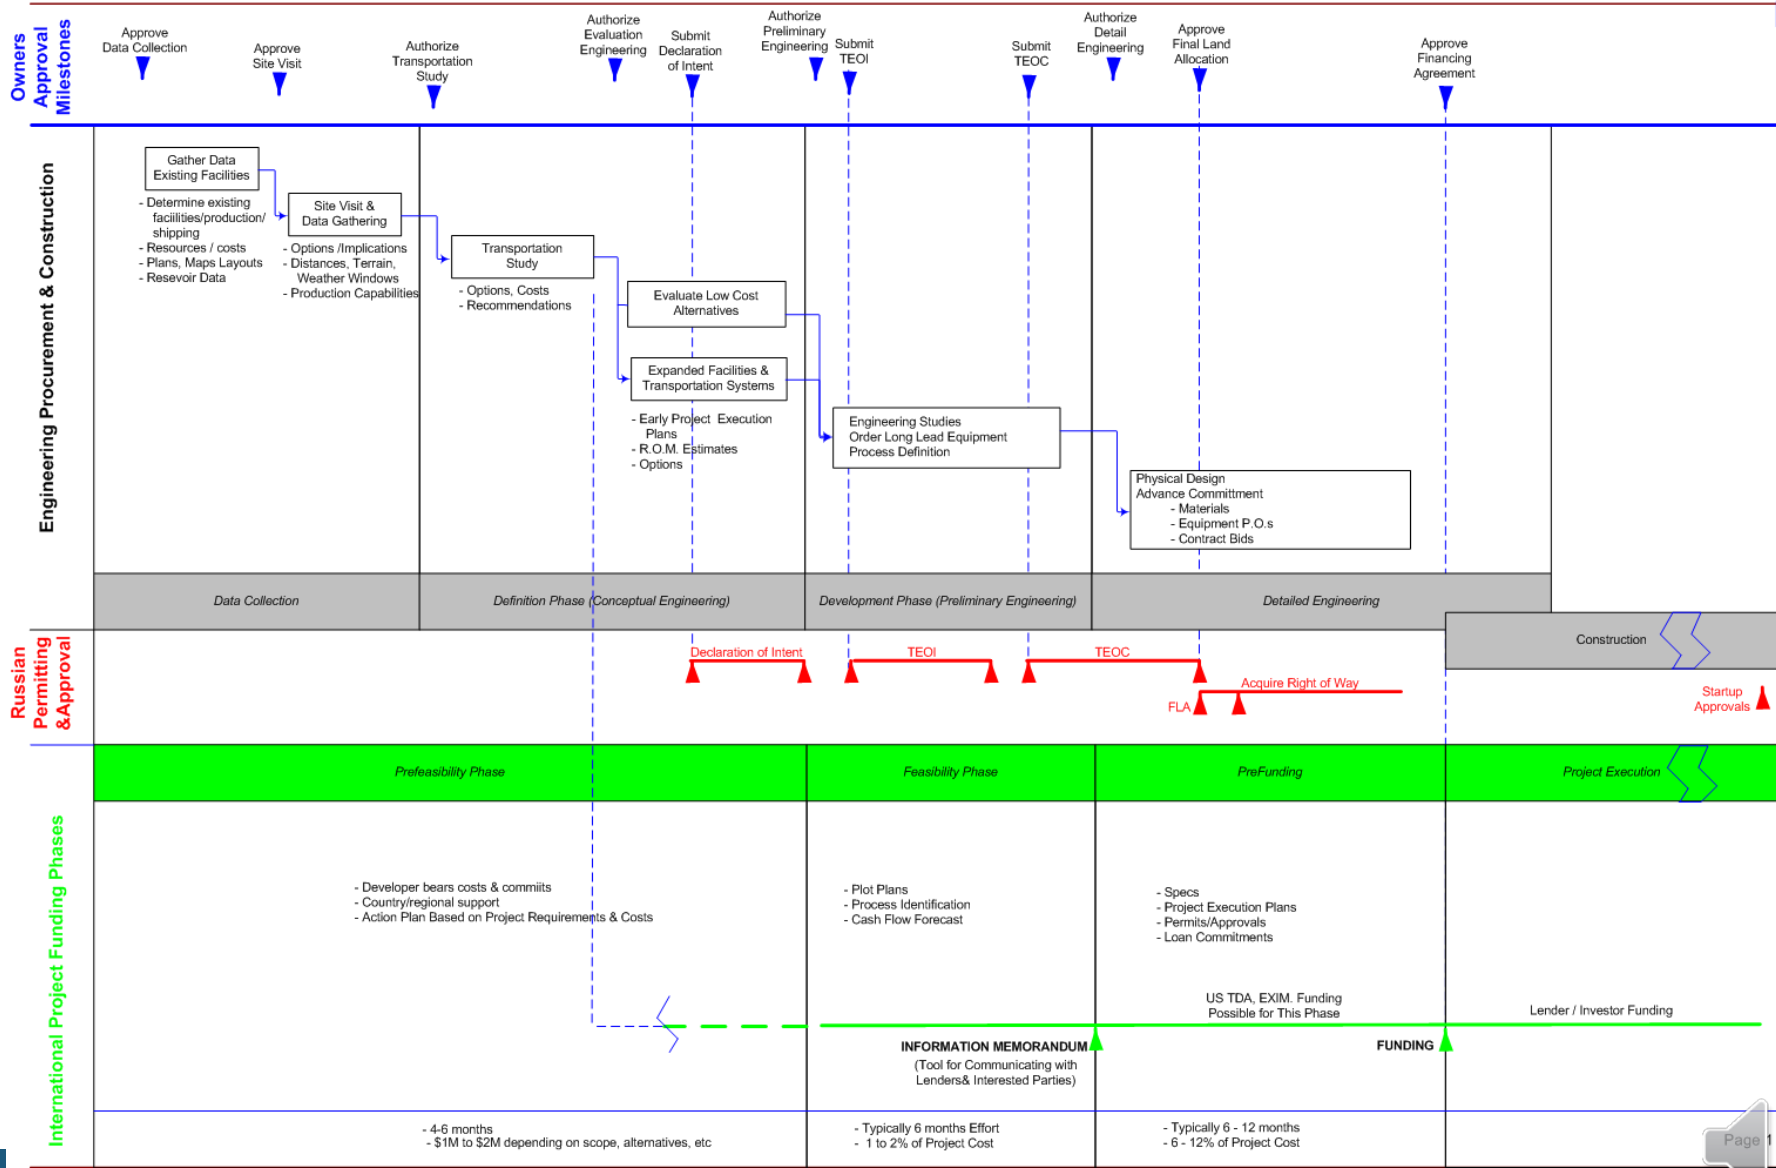 Owners
Approval
Milestones
Approve
Data Collection
Approve
Site Visit
Authorize
Transportation
Study
Authorize
Evaluation
Engineering
Submit
Declaration
of Intent
Authorize
Preliminary
Engineering
Submit
TEOI
Submit
TEOC
Authorize
Detail
Engineering
Approve
Final Land
Allocation
Approve
Financing
Agreement
Engineering Procurement & Construction
Gather Data
Existing Facilities
- Determine existing
faciilities/production/
shipping
- Resources / costs
- Plans, Maps Layouts
- Resevoir Data
Site Visit &
Data Gathering
- Options /Implications
- Distances, Terrain,
Weather Windows
- Production Capabilities
Transportation
Study
- Options, Costs
- Recommendations
Evaluate Low Cost
Alternatives
Expanded Facilities &
Transportation Systems
- Early Project Execution
Plans
- R.O.M. Estimates
- Options
Engineering Studies
Order Long Lead Equipment
Process Definition
Physical Design
Advance Committment
- Materials
- Equipment P.O.s
- Contract Bids
Data Collection
Definition Phase (Conceptual Engineering)
Development Phase (Preliminary Engineering)
Detailed Engineering
Construction
Russian
Permitting
&Approval
Declaration of Intent
TEOI
TEOC
Acquire Right of Way
FLA
Startup
Approvals
International Project Funding Phases
Prefeasibility Phase
Feasibility Phase
PreFunding
Project Execution
- Developer bears costs & commiits
- Country/regional support
- Action Plan Based on Project Requirements & Costs
- Plot Plans
- Process Identification
- Cash Flow Forecast
- Specs
- Project Execution Plans
- Permits/Approvals
- Loan Commitments
US TDA, EXIM. Funding
Possible for This Phase
Lender / Investor Funding
INFORMATION MEMORANDUM
(Tool for Communicating with
Lenders& Interested Parties)
FUNDING
- 4-6 months
- $1M to $2M depending on scope, alternatives, etc
- Typically 6 months Effort
- 1 to 2% of Project Cost
- Typically 6 - 12 months
- 6 - 12% of Project Cost
Page 1